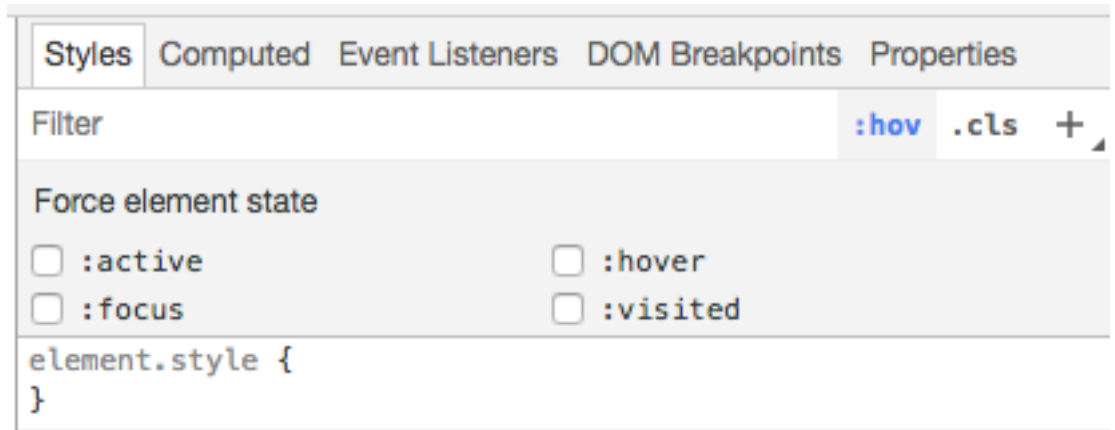 Styles Computed Event Listeners DOM Breakpoints Properties
Filter :hov .cls +
Force element state
:active :hover
:focus :visited
element.style {
}